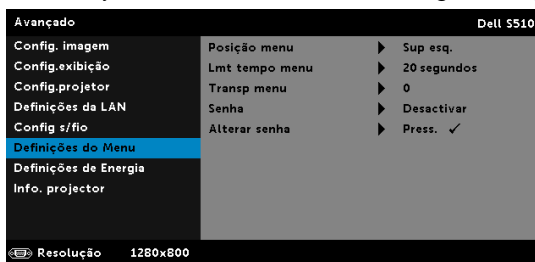 Avançado Dell S510
Config. imagem
Config.exibição
Config.projetor
Definições da LAN
Config s/fio
Definições do Menu
Definições de Energia
Info. projector
Posição menu Sup esq.
Lmt tempo menu 20 segundos
Transp menu 0
Senha Desactivar
Alterar senha Press. ✓
Resolução 1280x800